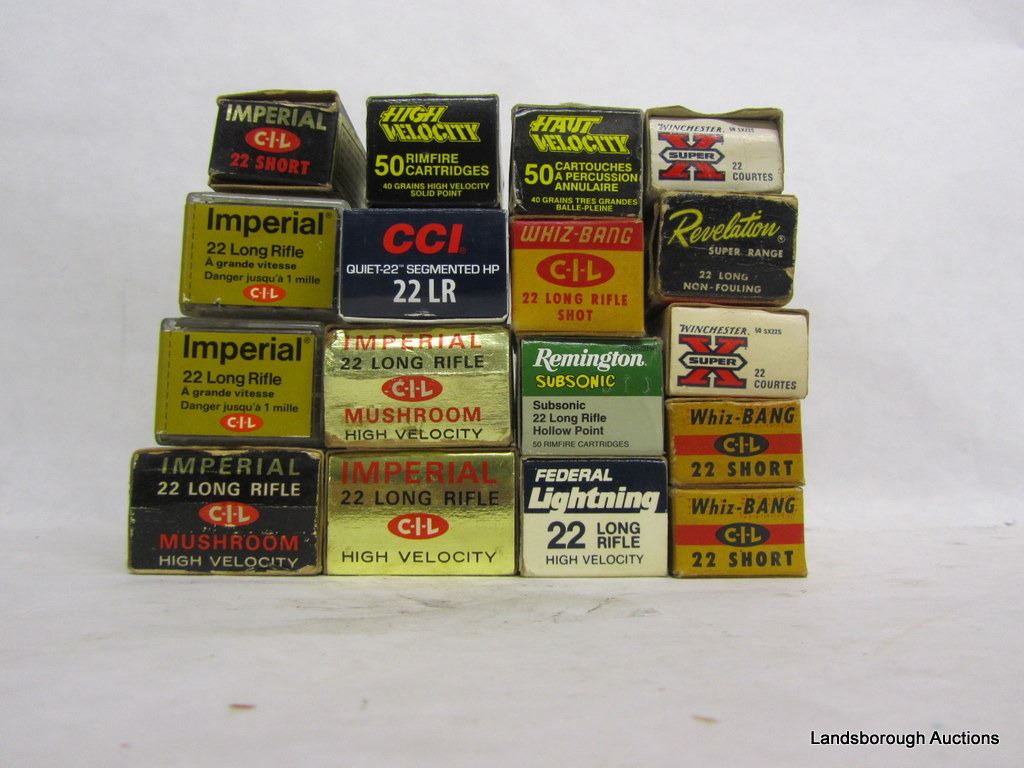 IMPERIAL
C-I-L
22 SHORT
HIGH
VELOCITY
50 RIMFIRE
CARTRIDGES
40 GRAINS HIGH VELOCITY
SOLID POINT
HAUT
VELOCITY
50 CARTOUCHES
A PERCUSSION
ANNULAIRE
40 GRAINS TRES GRANDES
BALLE-PLEINE
WINCHESTER 50 SX22S
X
SUPER
22
COURTES
Imperial®
22 Long Rifle
À grande vitesse
Danger jusqu'à 1 mille
C-I-L
CCI®
QUIET-22™ SEGMENTED HP
22 LR
WHIZ-BANG
C-I-L
22 LONG RIFLE
SHOT
Revelation®
SUPER RANGE
22 LONG
NON-FOULING
Imperial®
22 Long Rifle
À grande vitesse
Danger jusqu'à 1 mille
C-I-L
IMPERIAL
22 LONG RIFLE
C-I-L
MUSHROOM
HIGH VELOCITY
Remington®
SUBSONIC
Subsonic
22 Long Rifle
Hollow Point
50 RIMFIRE CARTRIDGES
WINCHESTER 50 SX22S
X
SUPER
22
COURTES
Whiz-BANG
C-I-L
22 SHORT
IMPERIAL
22 LONG RIFLE
C-I-L
MUSHROOM
HIGH VELOCITY
IMPERIAL
22 LONG RIFLE
C-I-L
HIGH VELOCITY
FEDERAL
Lightning
22 LONG
RIFLE
HIGH VELOCITY
Whiz-BANG
C-I-L
22 SHORT
Landsborough Auctions